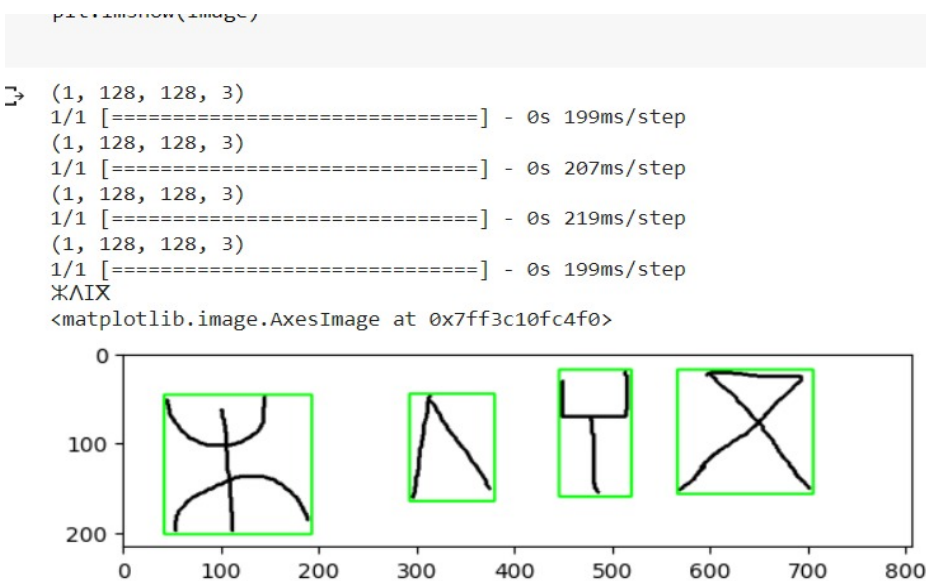 plt.imshow(image)
(1, 128, 128, 3)
1/1 [==============================] - 0s 199ms/step
(1, 128, 128, 3)
1/1 [==============================] - 0s 207ms/step
(1, 128, 128, 3)
1/1 [==============================] - 0s 219ms/step
(1, 128, 128, 3)
1/1 [==============================] - 0s 199ms/step
ⵣⴷⵊⴳ
<matplotlib.image.AxesImage at 0x7ff3c10fc4f0>
0
ⵣ ⴷ ⵖ ⴳ
100
200
0 100 200 300 400 500 600 700 800